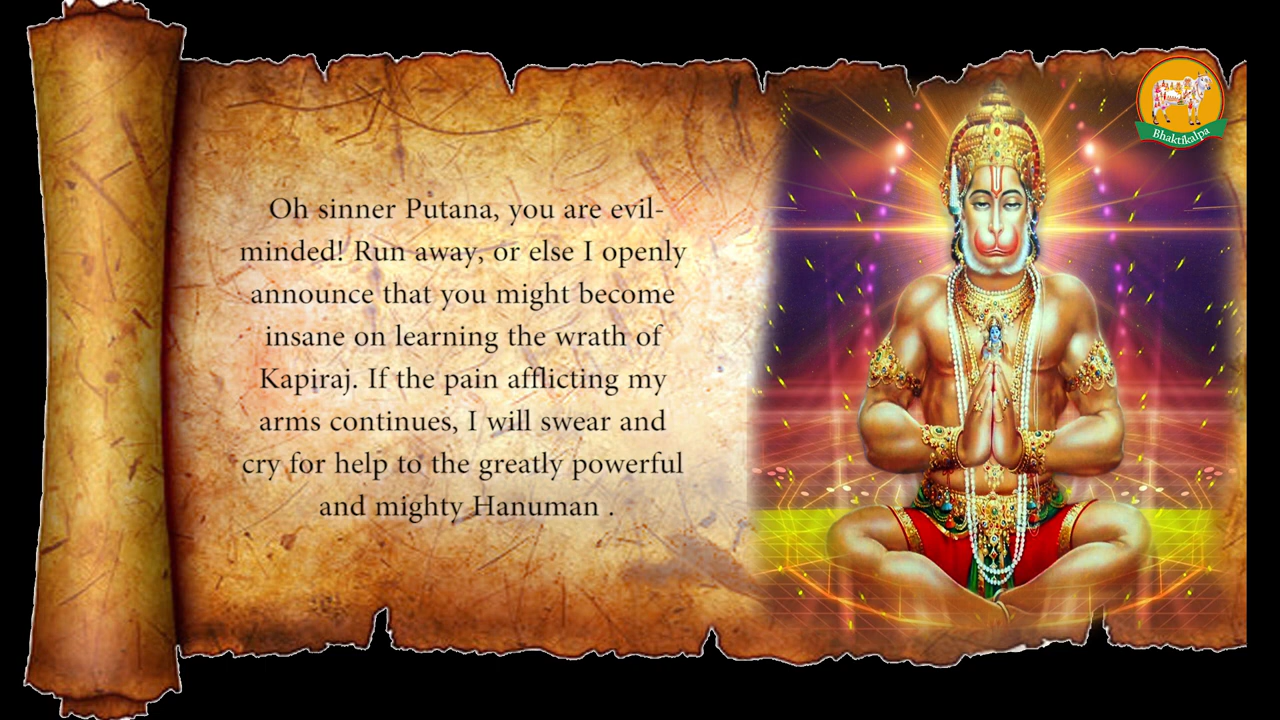 Oh sinner Putana, you are evil-
minded! Run away, or else I openly
announce that you might become
insane on learning the wrath of
Kapiraj. If the pain afflicting my
arms continues, I will swear and
cry for help to the greatly powerful
and mighty Hanuman .
Bhaktikalpa